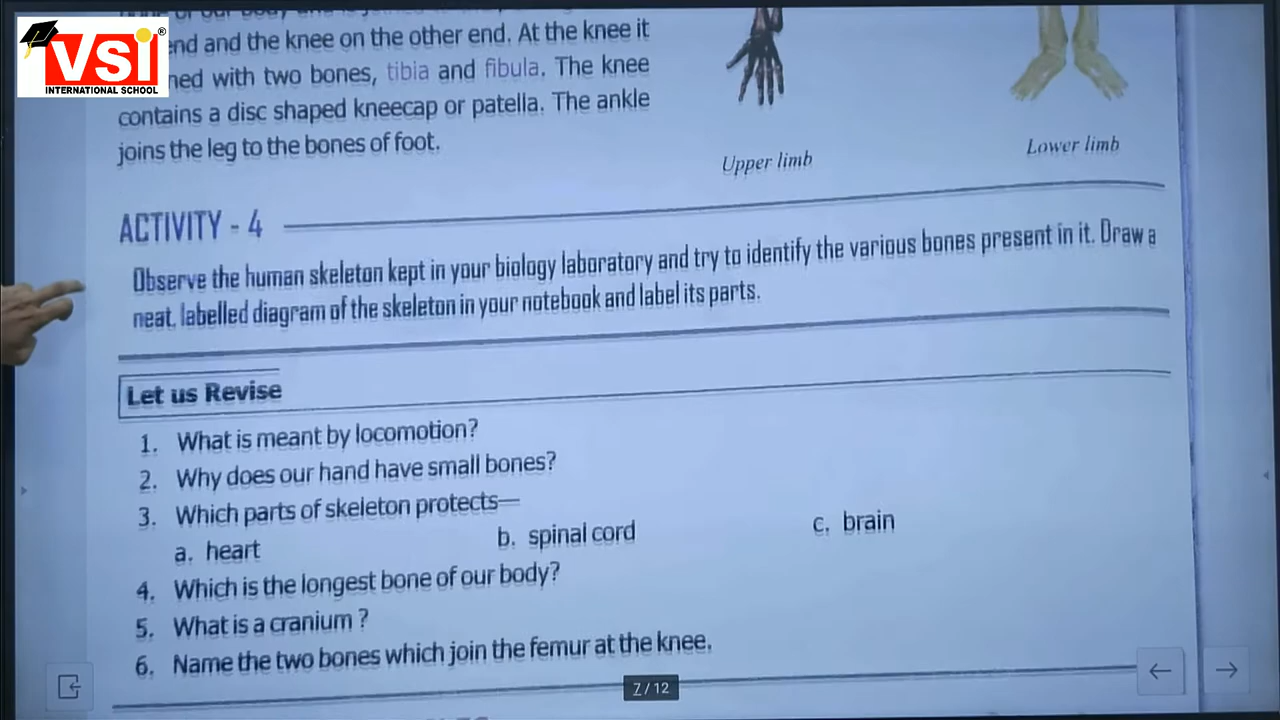 VSI
®
INTERNATIONAL SCHOOL
of our body and is joined
end and the knee on the other end. At the knee it
with two bones, tibia and fibula. The knee
contains a disc shaped kneecap or patella. The ankle
joins the leg to the bones of foot.
Upper limb
Lower limb
ACTIVITY - 4
Observe the human skeleton kept in your biology laboratory and try to identify the various bones present in it. Draw a
neat, labelled diagram of the skeleton in your notebook and label its parts.
Let us Revise
1. What is meant by locomotion?
2. Why does our hand have small bones?
3. Which parts of skeleton protects—
a. heart b. spinal cord c. brain
4. Which is the longest bone of our body?
5. What is a cranium ?
6. Name the two bones which join the femur at the knee.
7 / 12